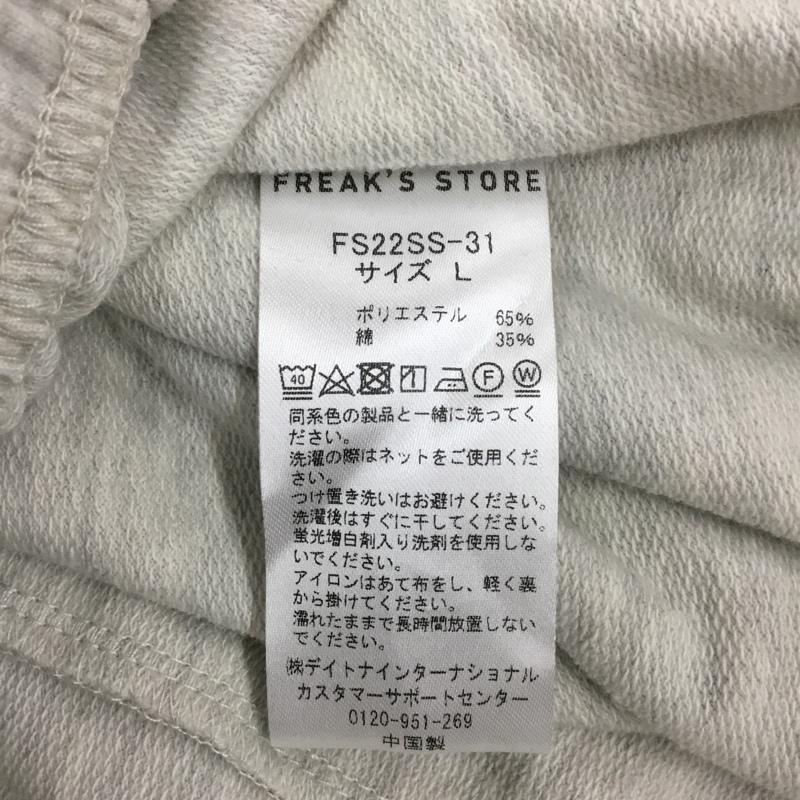 FREAK'S STORE
FS22SS-31
サイズ L
ポリエステル 65%
綿 35%
40 F W
同系色の製品と一緒に洗ってく
ださい。
洗濯の際はネットをご使用くだ
さい。
つけ置き洗いはお避けください。
洗濯後はすぐに干してください。
蛍光増白剤入り洗剤を使用しな
いでください。
アイロンはあて布をし、軽く裏
から掛けてください。
濡れたままで長時間放置しない
でください。
㈱デイトナインターナショナル
カスタマーサポートセンター
0120-951-269
中国製